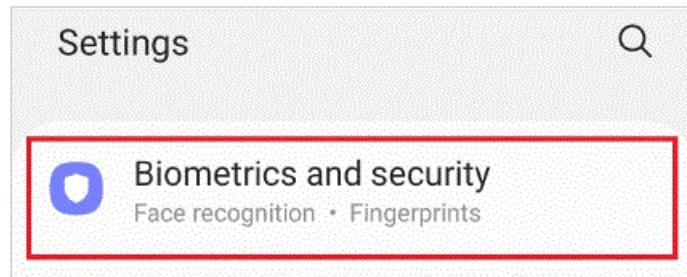 Settings
Biometrics and security
Face recognition • Fingerprints